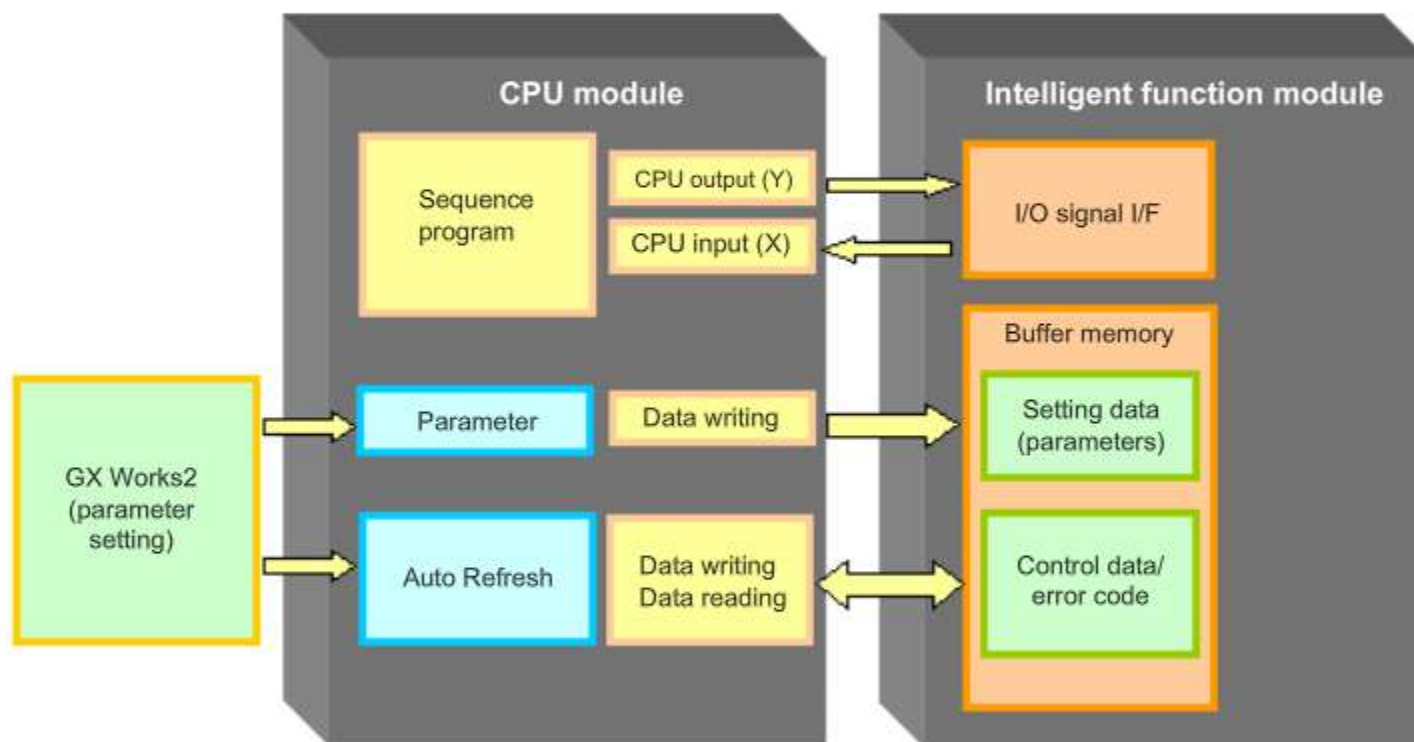 CPU module
Intelligent function module
Sequence
program
CPU output (Y)
CPU input (X)
I/O signal I/F
Buffer memory
GX Works2
(parameter
setting)
Parameter
Data writing
Setting data
(parameters)
Auto Refresh
Data writing
Data reading
Control data/
error code